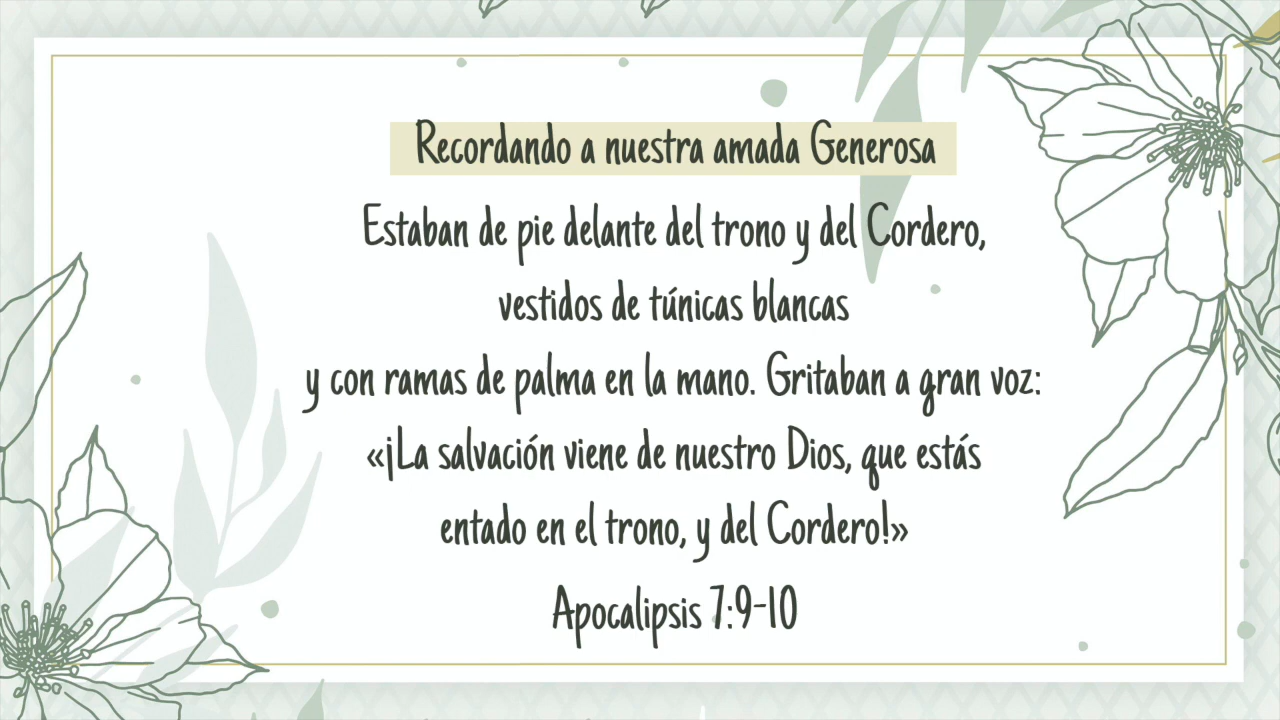 Recordando a nuestra amada Generosa
Estaban de pie delante del trono y del Cordero,
vestidos de túnicas blancas
y con ramas de palma en la mano. Gritaban a gran voz:
«¡La salvación viene de nuestro Dios, que estás
entado en el trono, y del Cordero!»
Apocalipsis 7:9-10